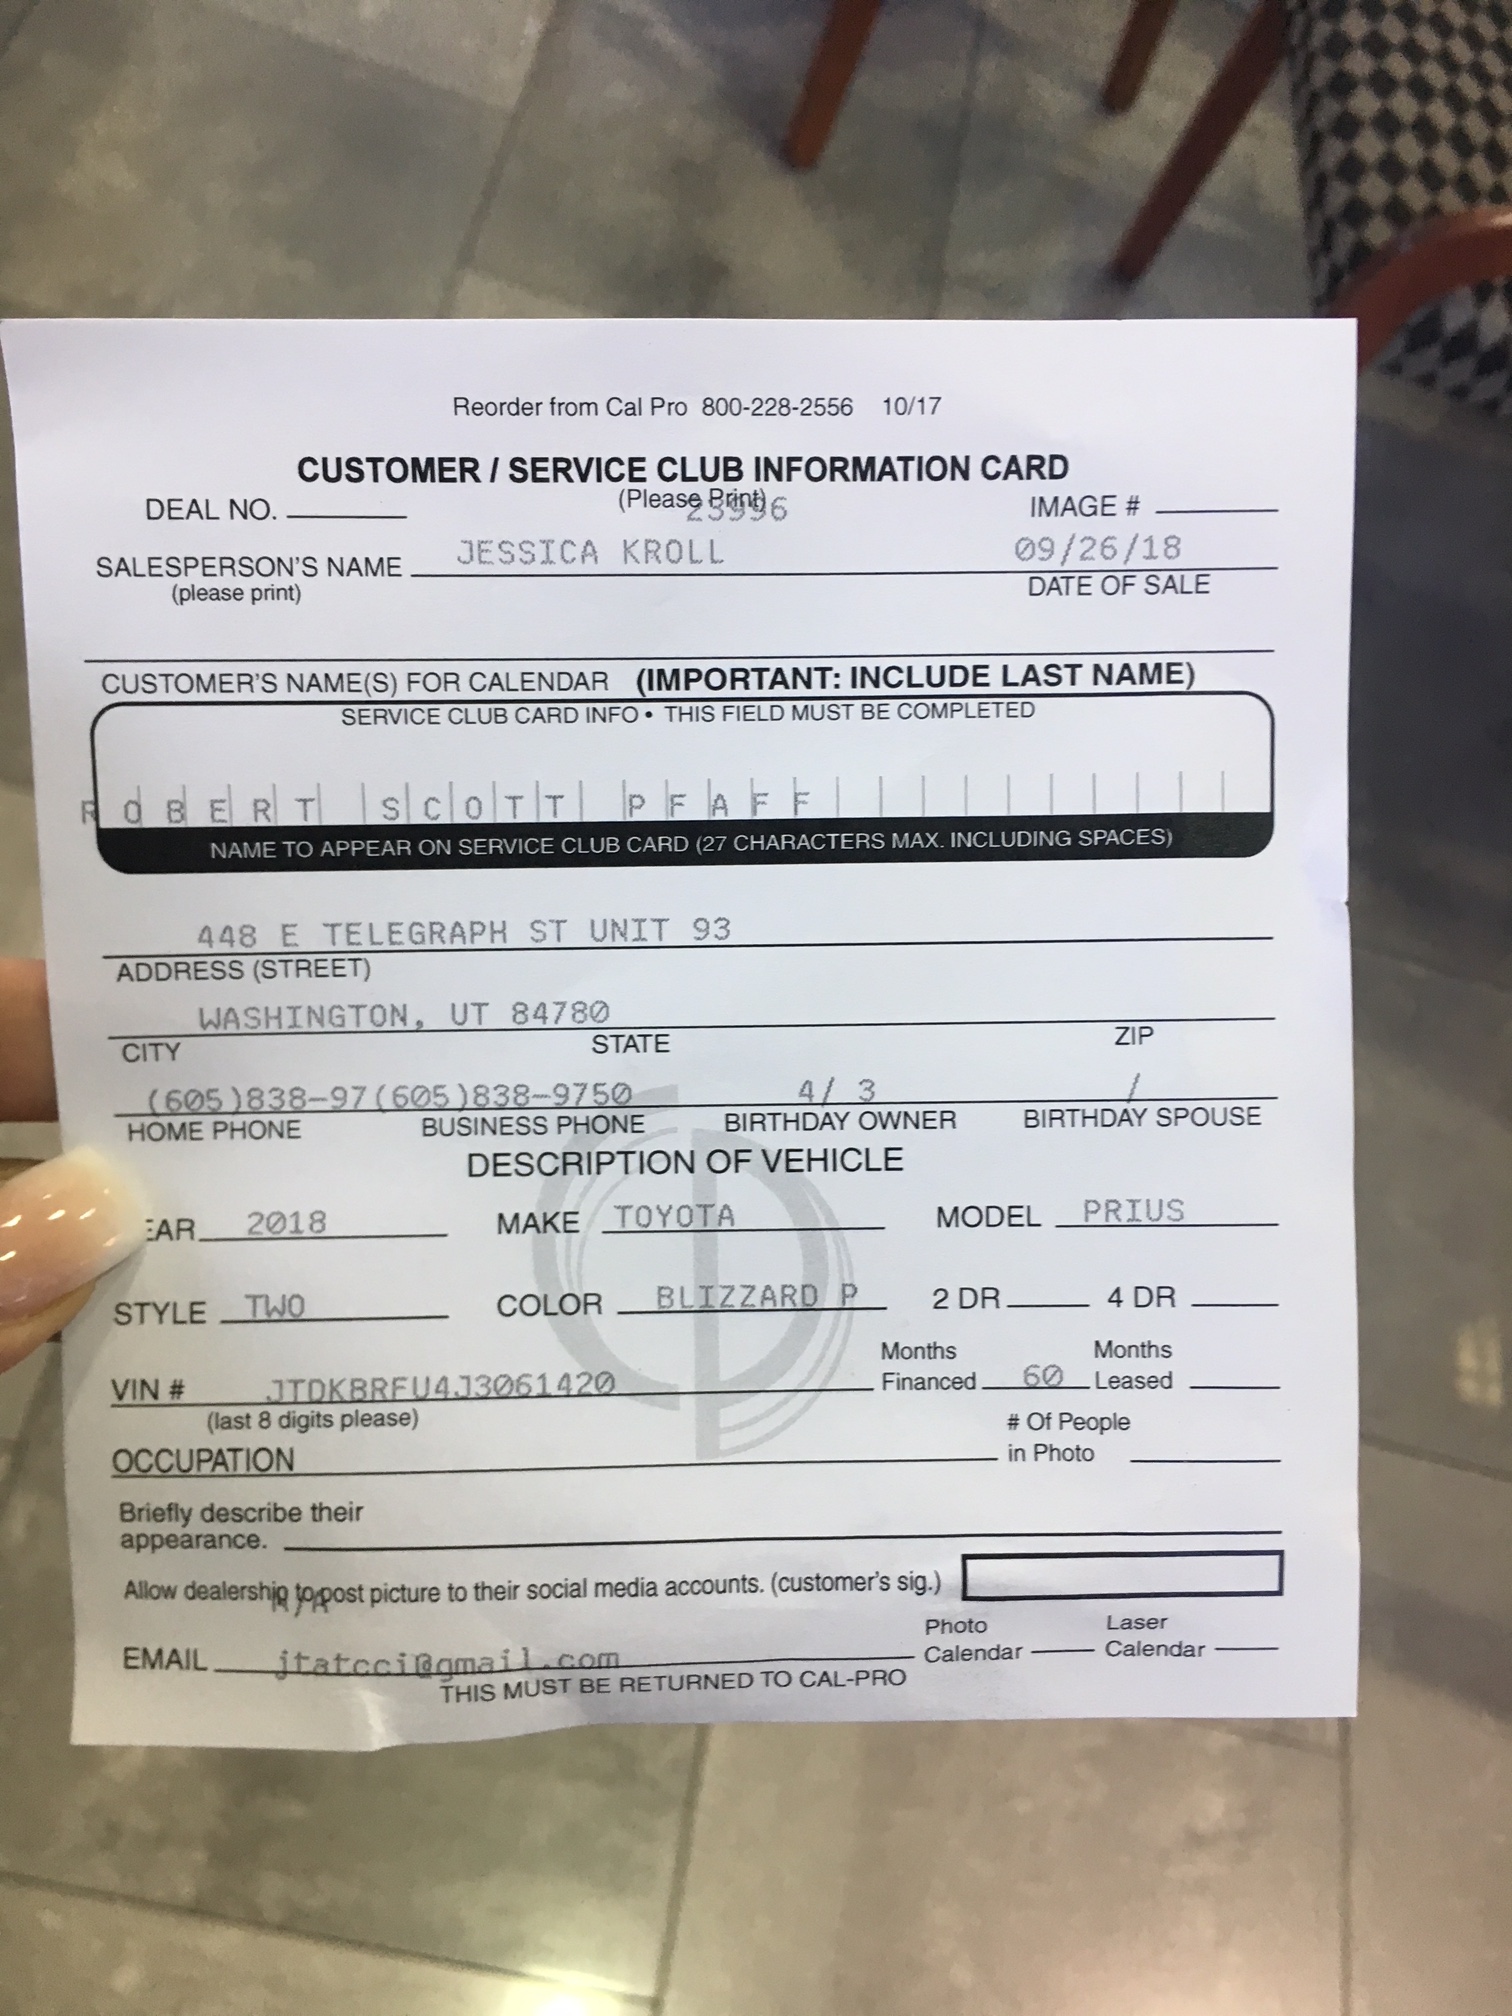 Reorder from Cal Pro 800-228-2556 10/17
CUSTOMER / SERVICE CLUB INFORMATION CARD
(Please Print)
DEAL NO. 23996 IMAGE #
SALESPERSON'S NAME JESSICA KROLL 09/26/18
(please print) DATE OF SALE
CUSTOMER'S NAME(S) FOR CALENDAR (IMPORTANT: INCLUDE LAST NAME)
SERVICE CLUB CARD INFO • THIS FIELD MUST BE COMPLETED
ROBERT SCOTT PFAFF
NAME TO APPEAR ON SERVICE CLUB CARD (27 CHARACTERS MAX. INCLUDING SPACES)
448 E TELEGRAPH ST UNIT 93
ADDRESS (STREET)
WASHINGTON, UT 84780
CITY STATE ZIP
(605)838-97(605)838-9750 4/ 3 /
HOME PHONE BUSINESS PHONE BIRTHDAY OWNER BIRTHDAY SPOUSE
DESCRIPTION OF VEHICLE
EAR 2018 MAKE TOYOTA MODEL PRIUS
STYLE TWO COLOR BLIZZARD P 2 DR 4 DR
Months Months
VIN # JTDKBRFU4J3061420 Financed 60 Leased
(last 8 digits please) # Of People
OCCUPATION in Photo
Briefly describe their
appearance.
Allow dealership to post picture to their social media accounts. (customer's sig.)
Photo Laser
EMAIL jtatcci@gmail.com Calendar Calendar
THIS MUST BE RETURNED TO CAL-PRO